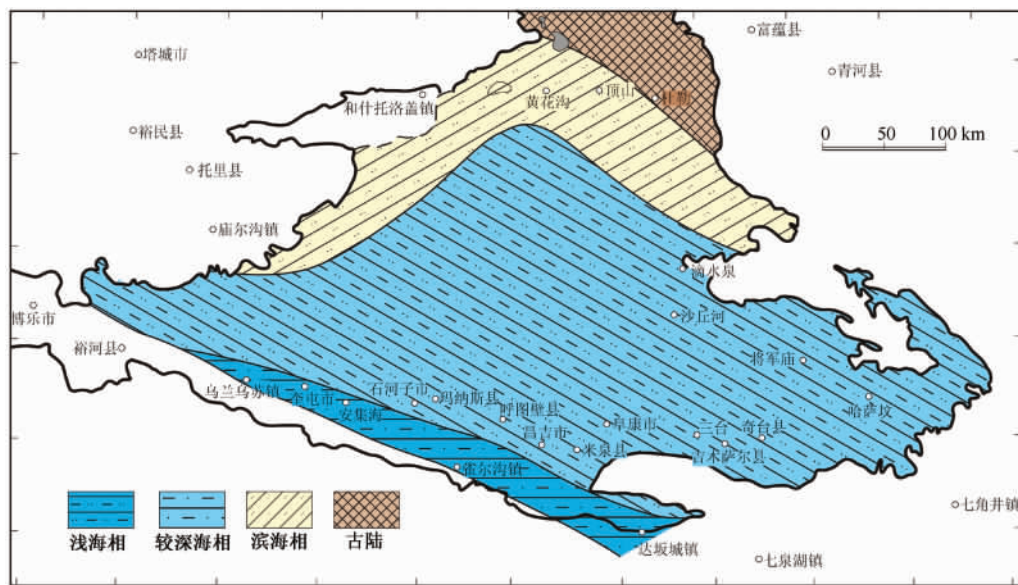 富蕴县
塔城市
青河县
和什托洛盖镇
黄花沟
顶山
杜勒
0 50 100 km
裕民县
托里县
庙尔沟镇
滴水泉
博乐市
沙丘河
裕河县
将军庙
乌兰乌苏镇
奎屯市
石河子市
玛纳斯县
安集海
呼图壁县
哈萨坟
昌吉市
阜康市
三台
奇台县
米泉县
吉木萨尔县
雀尔沟镇
七角井镇
达坂城镇
七泉湖镇
浅海相
较深海相
滨海相
古陆